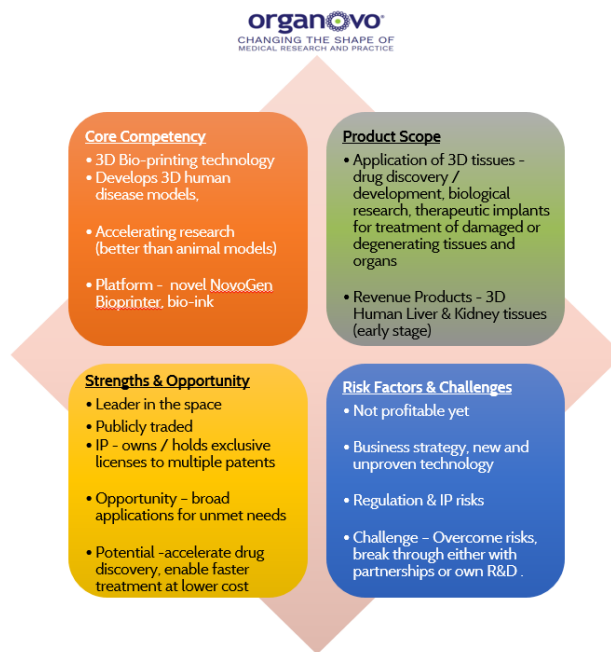 organovo
CHANGING THE SHAPE OF
MEDICAL RESEARCH AND PRACTICE
Core Competency
• 3D Bio-printing technology
• Develops 3D human
disease models,
• Accelerating research
(better than animal models)
• Platform – novel NovoGen
Bioprinter, bio-ink
Product Scope
• Application of 3D tissues -
drug discovery /
development, biological
research, therapeutic implants
for treatment of damaged or
degenerating tissues and
organs
• Revenue Products - 3D
Human Liver & Kidney tissues
(early stage)
Strengths & Opportunity
• Leader in the space
• Publicly traded
• IP - owns / holds exclusive
licenses to multiple patents
• Opportunity – broad
applications for unmet needs
• Potential -accelerate drug
discovery, enable faster
treatment at lower cost
Risk Factors & Challenges
• Not profitable yet
• Business strategy, new and
unproven technology
• Regulation & IP risks
• Challenge – Overcome risks,
break through either with
partnerships or own R&D .